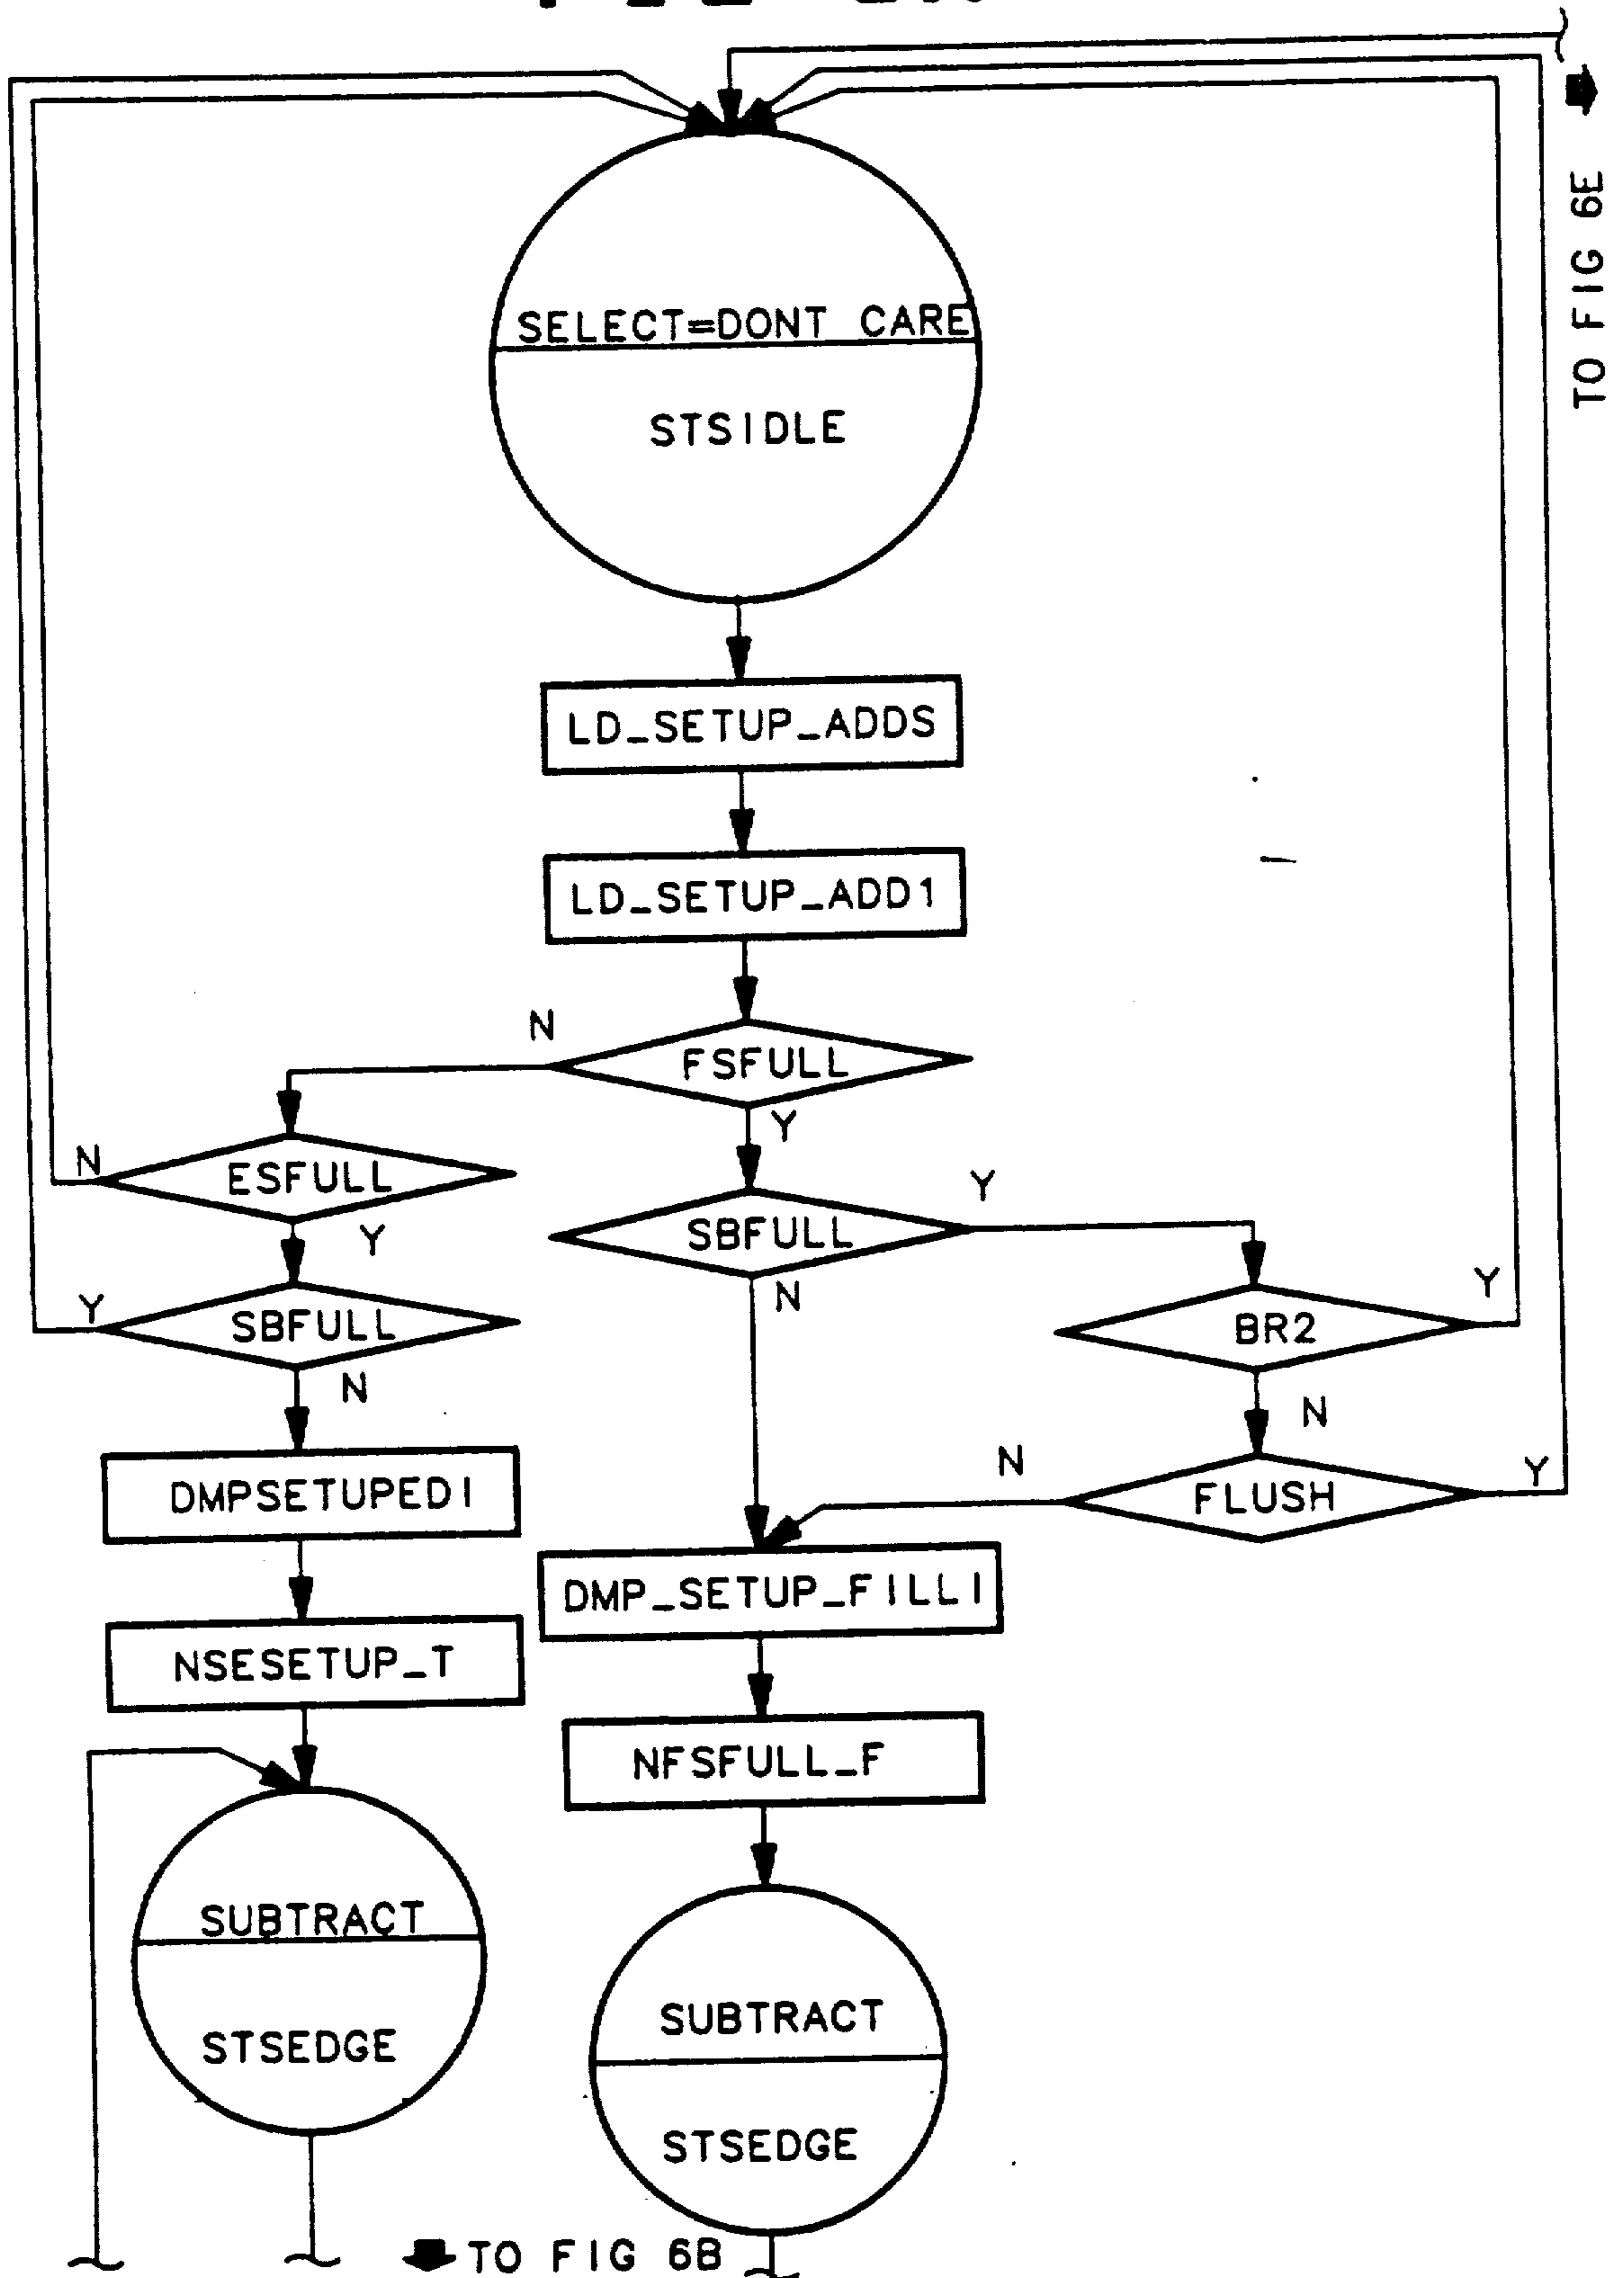 TO FIG 6E
SELECT=DONT CARE
STSIDLE
LD_SETUP_ADDS
LD_SETUP_ADD1
N
FSFULL
Y
N
ESFULL
Y
SBFULL
Y
Y
SBFULL
N
N
BR2
Y
N
DMPSETUPEDI
N
FLUSH
Y
DMP_SETUP_FILLI
NSESETUP_T
NFSFULL_F
SUBTRACT
STSEDGE
SUBTRACT
STSEDGE
TO FIG 6B